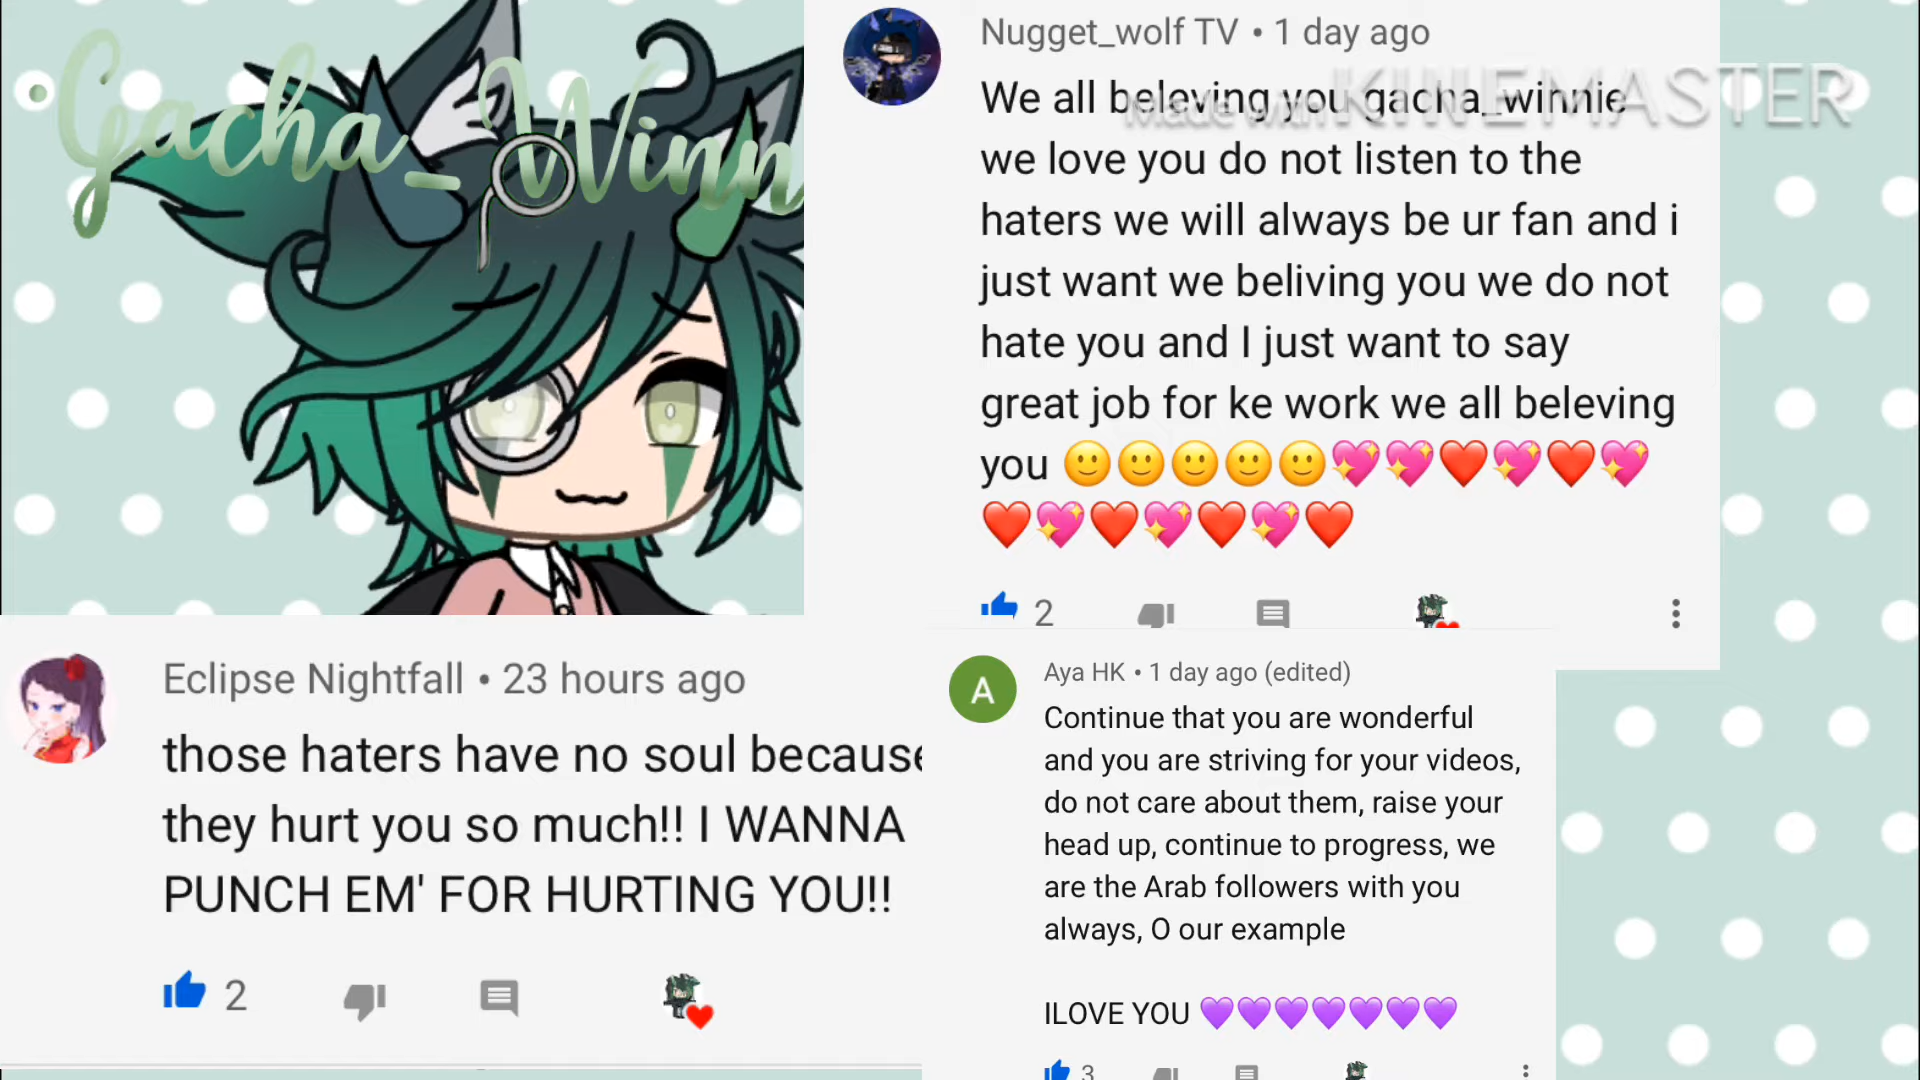 Gacha_Winn
Nugget_wolf TV • 1 day ago
Made with KINEMASTER
We all beleving you gacha_winnie
we love you do not listen to the
haters we will always be ur fan and i
just want we beliving you we do not
hate you and I just want to say
great job for ke work we all beleving
you 🙂🙂🙂🙂🙂💖💖❤️💖❤️💖
❤️💖❤️💖❤️💖❤️
2
Eclipse Nightfall • 23 hours ago
those haters have no soul because
they hurt you so much!! I WANNA
PUNCH EM' FOR HURTING YOU!!
2
A
Aya HK • 1 day ago (edited)
Continue that you are wonderful
and you are striving for your videos,
do not care about them, raise your
head up, continue to progress, we
are the Arab followers with you
always, O our example
ILOVE YOU 💜💜💜💜💜💜💜
3